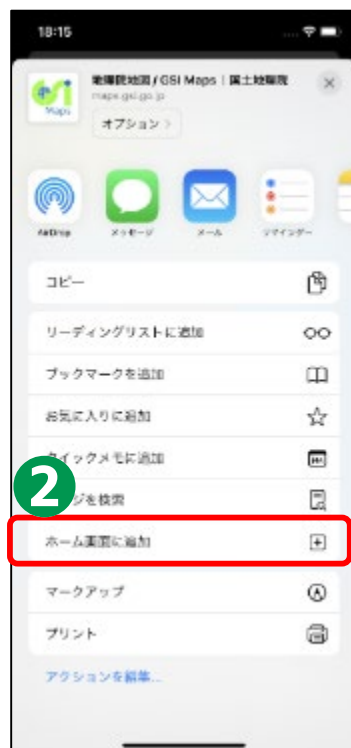 18:15
地理院地図 / GSI Maps｜国土地理院
maps.gsi.go.jp
Maps
オプション
AirDrop メッセージ メール リマインダー
コピー
リーディングリストに追加
ブックマークを追加
お気に入りに追加
クイックメモに追加
2
ページを検索
ホーム画面に追加
マークアップ
プリント
アクションを編集...